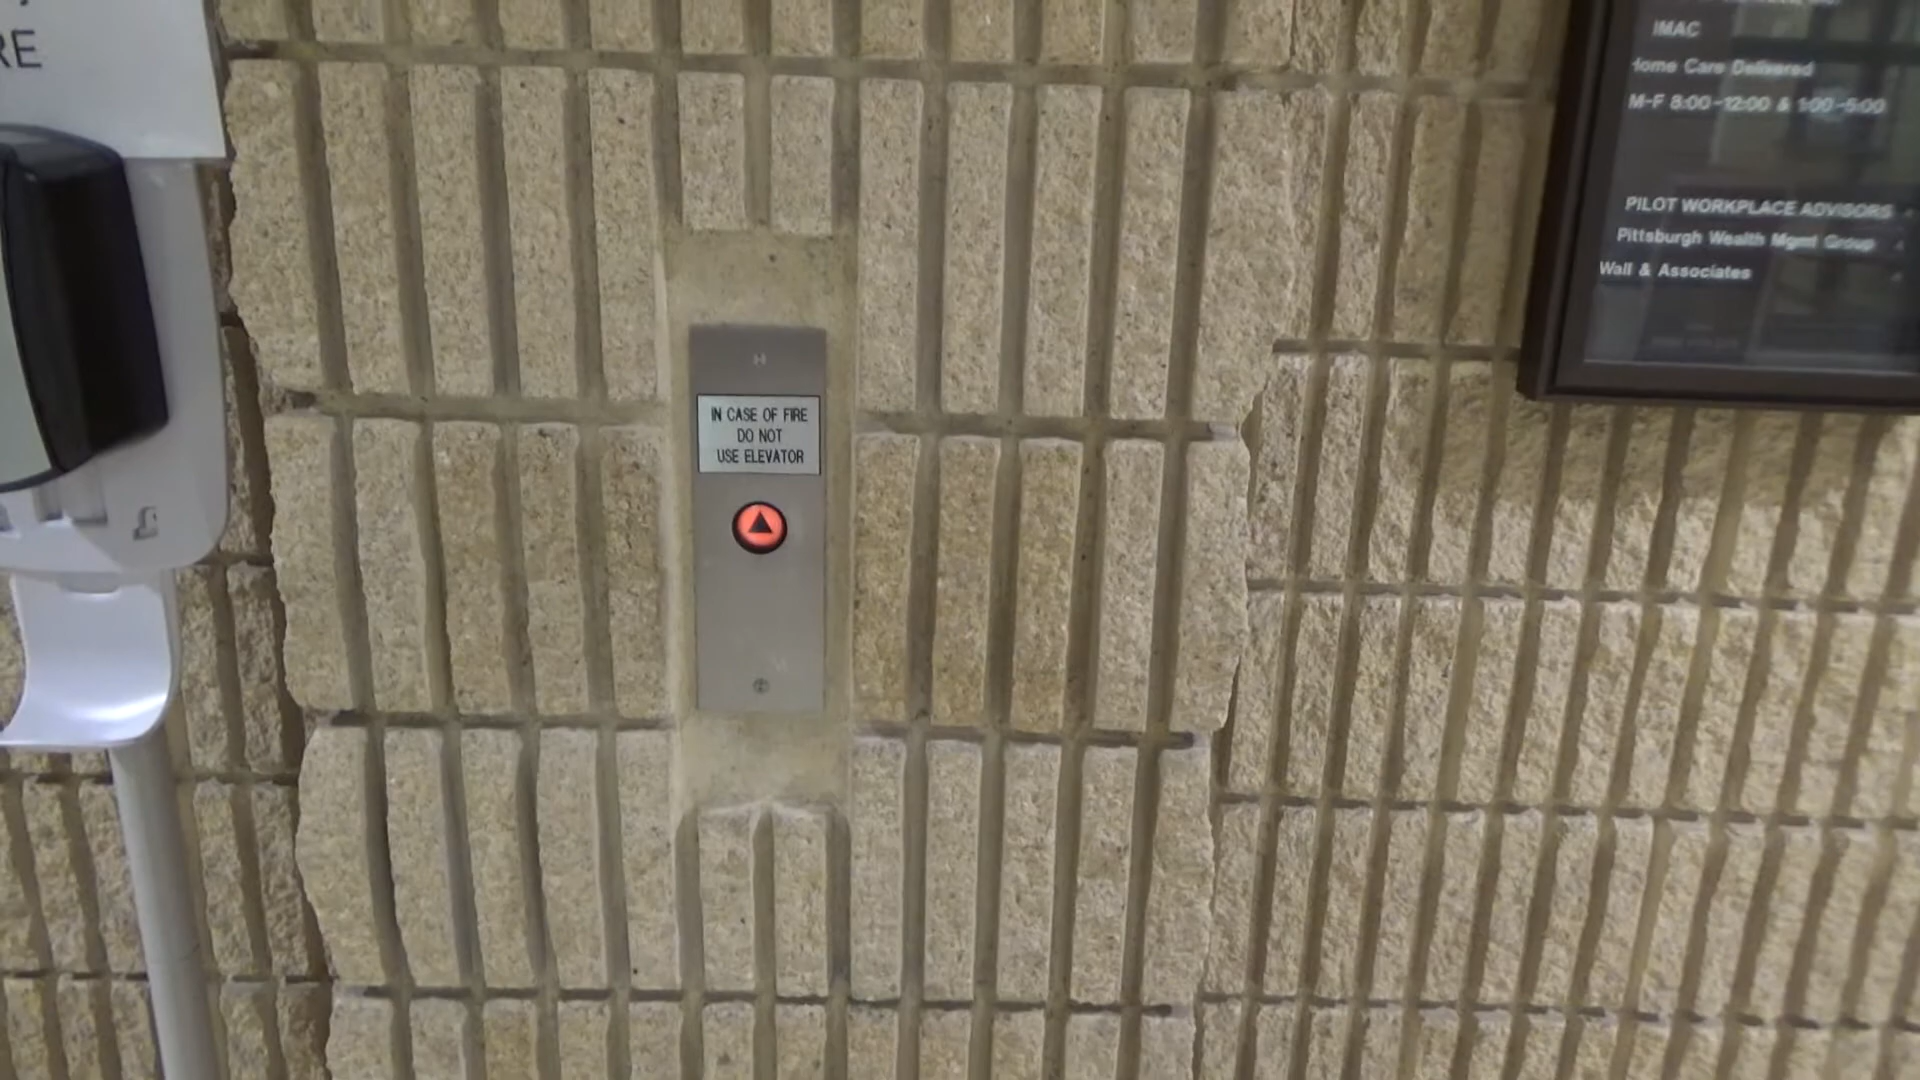 RE
IN CASE OF FIRE
DO NOT
USE ELEVATOR
IMAC
Home Care Delivered
M-F 8:00-12:00 & 1:00-5:00
PILOT WORKPLACE ADVISORS
Pittsburgh Wealth Mgmt Group
Wall & Associates